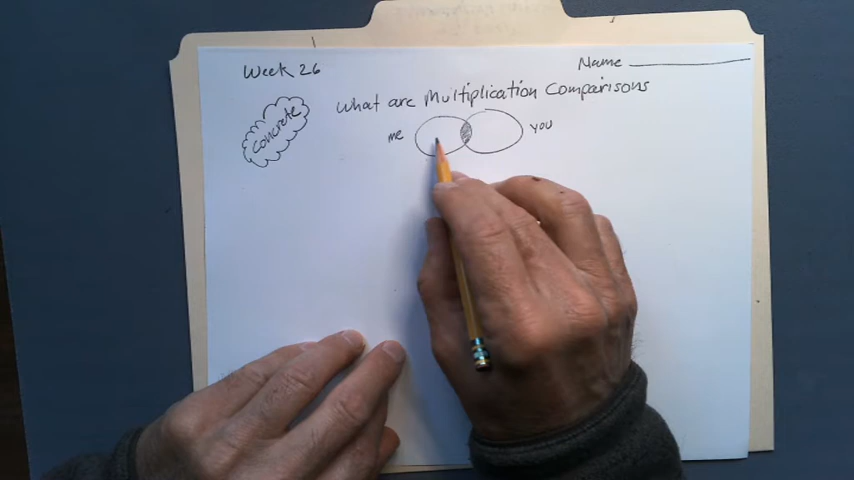 Week 26
Name
What are Multiplication Comparisons
concrete
me
you